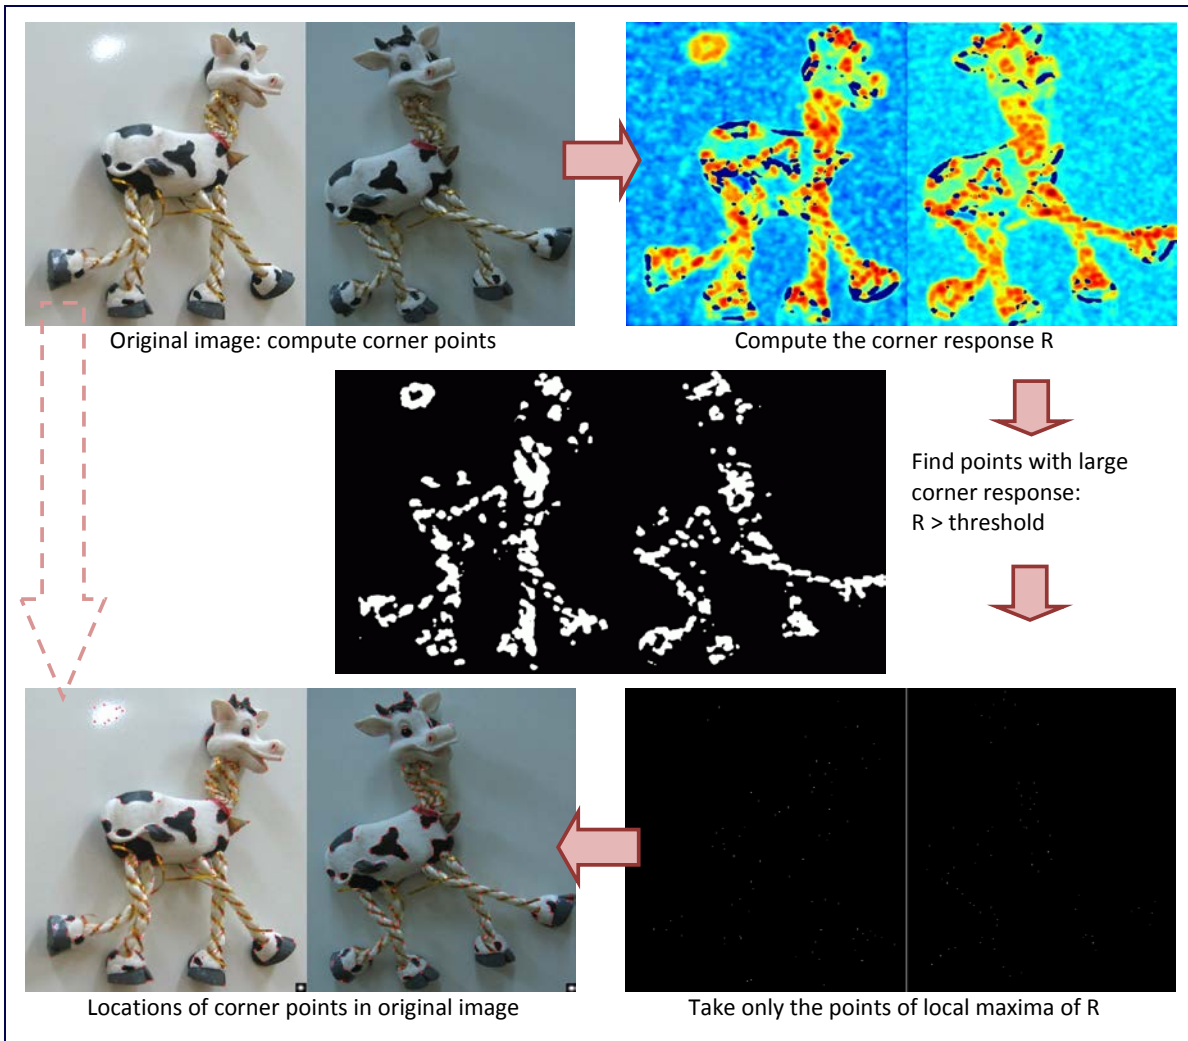 Original image: compute corner points
Compute the corner response R
Find points with large
corner response:
R > threshold
Locations of corner points in original image
Take only the points of local maxima of R